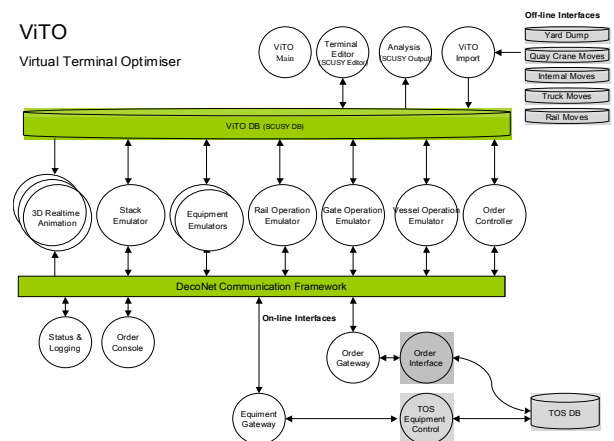 ViTO
Virtual Terminal Optimiser
Off-line Interfaces
Yard Dump
Quay Crane Moves
Internal Moves
Truck Moves
Rail Moves
ViTO
Main
Terminal
Editor
(SCUSY Editor)
Analysis
(SCUSY Output)
ViTO
Import
ViTO DB (SCUSY DB)
3D Realtime
Animation
Stack
Emulator
Equipment
Emulators
Rail Operation
Emulator
Gate Operation
Emulator
Vessel Operation
Emulator
Order
Controller
DecoNet Communication Framework
Status &
Logging
Order
Console
On-line Interfaces
Order
Gateway
Order
Interface
Equiment
Gateway
TOS
Equipment
Control
TOS DB